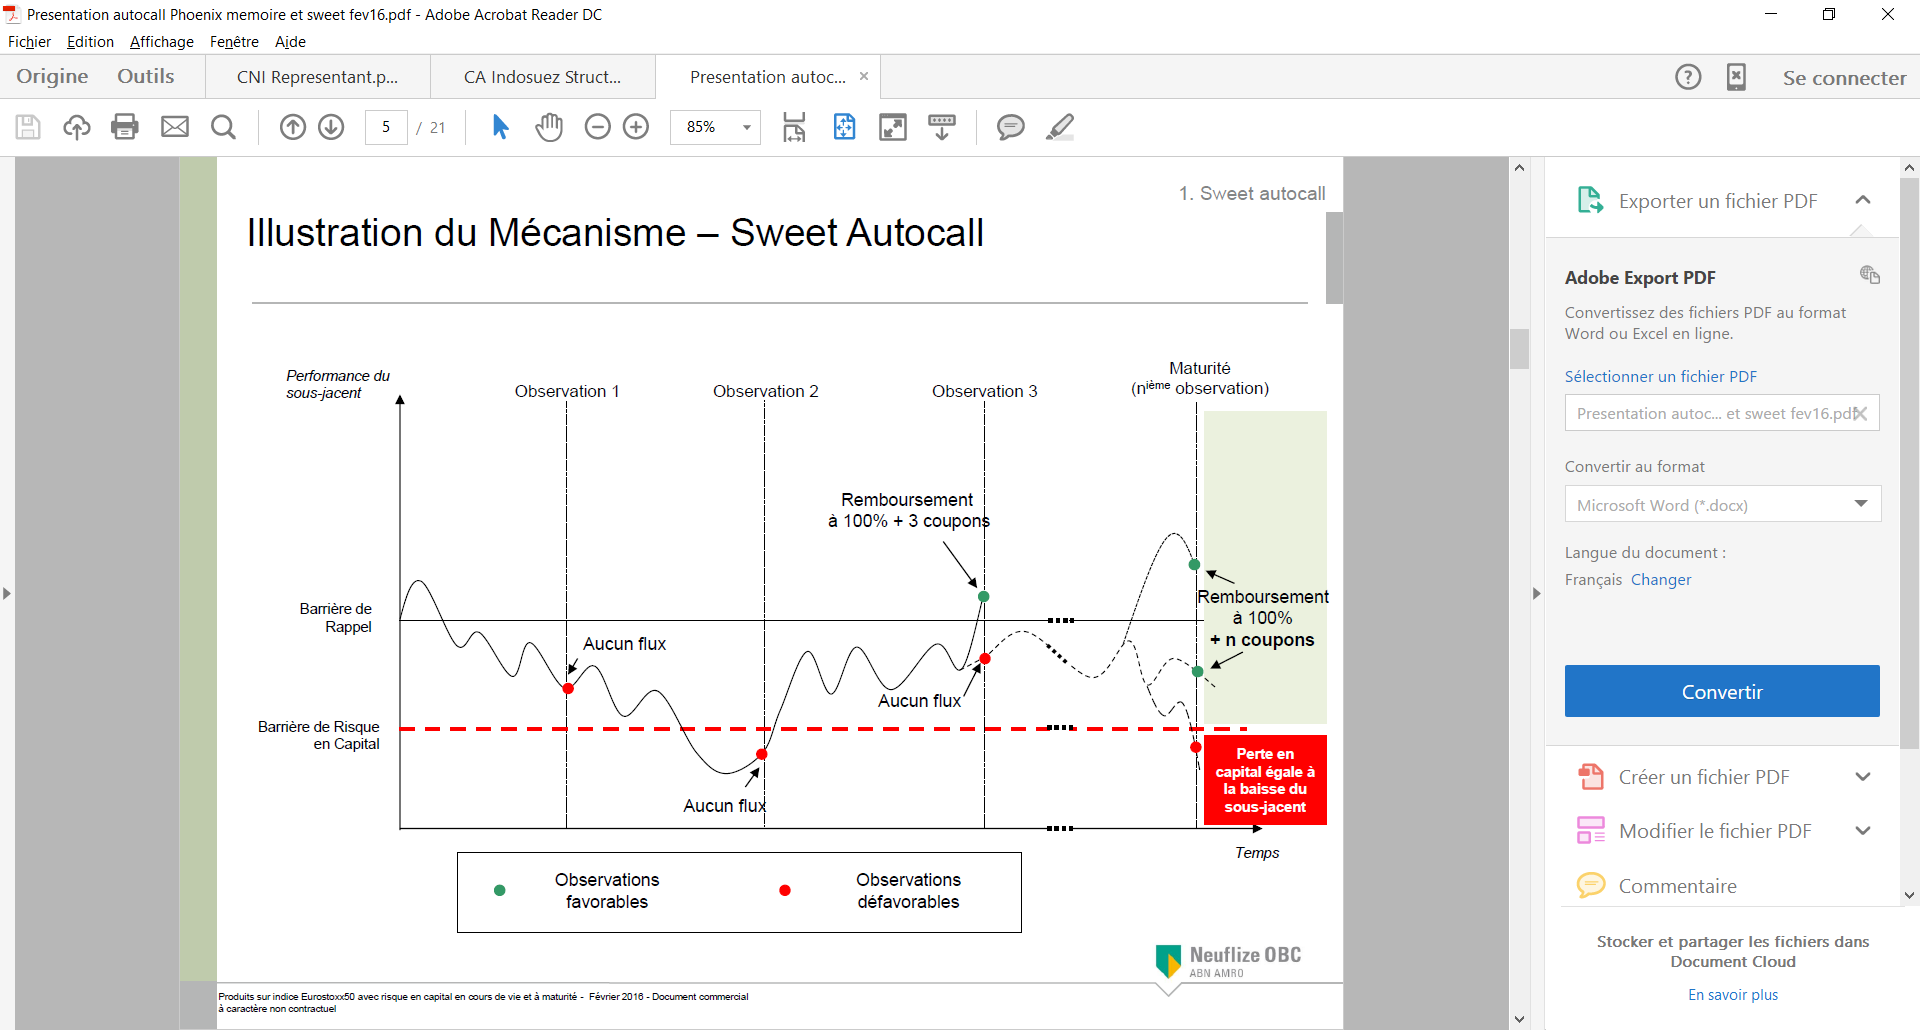 Presentation autocall Phoenix memoire et sweet fev16.pdf - Adobe Acrobat Reader DC
Fichier Edition Affichage Fenêtre Aide
Origine Outils CNI Representant.p... CA Indosuez Struct... Presentation autoc... Se connecter
5 / 21 85%
1. Sweet autocall
Illustration du Mécanisme – Sweet Autocall
Performance du
sous-jacent
Observation 1
Observation 2
Observation 3
Maturité
(nième observation)
Remboursement
à 100% + 3 coupons
Barrière de
Rappel
Aucun flux
Remboursement
à 100%
+ n coupons
Aucun flux
Barrière de Risque
en Capital
Aucun flux
Perte en
capital égale à
la baisse du
sous-jacent
Temps
Observations
favorables
Observations
défavorables
Neuflize OBC
ABN AMRO
Produits sur indice Eurostoxx50 avec risque en capital en cours de vie et à maturité - Février 2016 - Document commercial
à caractère non contractuel
Exporter un fichier PDF
Adobe Export PDF
Convertissez des fichiers PDF au format
Word ou Excel en ligne.
Sélectionner un fichier PDF
Presentation autoc... et sweet fev16.pdf
Convertir au format
Microsoft Word (*.docx)
Langue du document :
Français Changer
Convertir
Créer un fichier PDF
Modifier le fichier PDF
Commentaire
Stocker et partager les fichiers dans
Document Cloud
En savoir plus